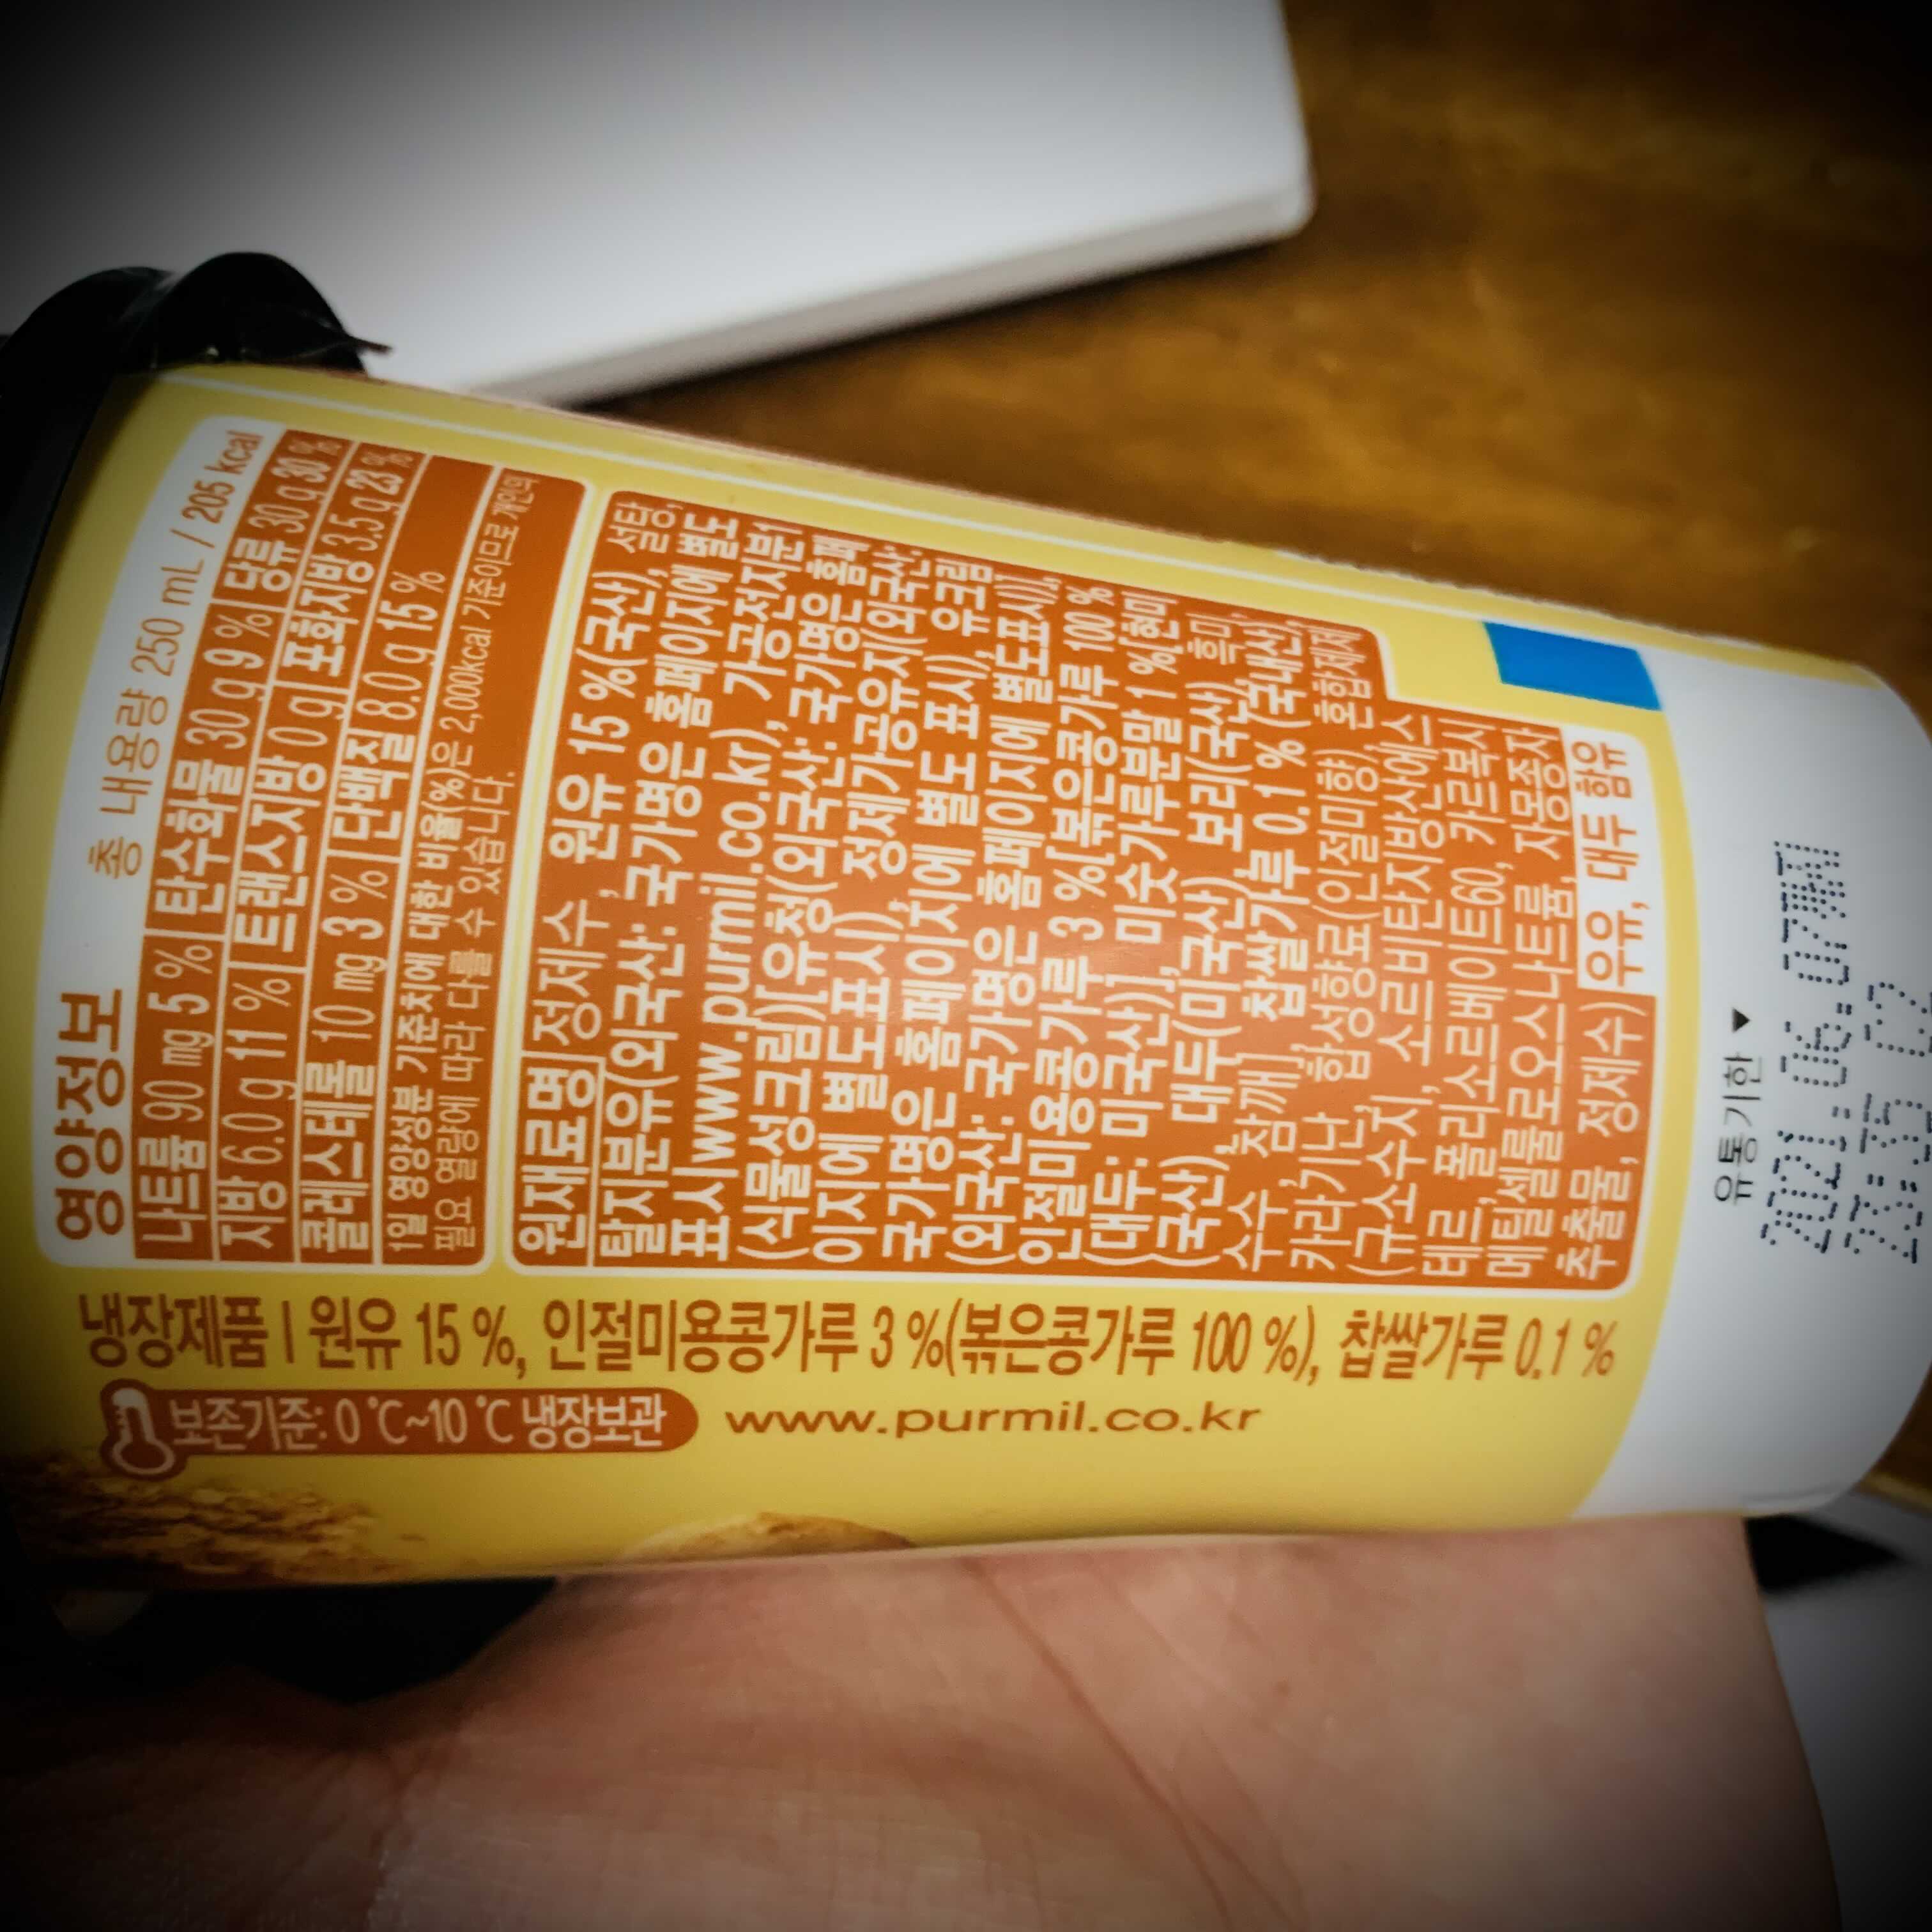 영양정보
총 내용량 250 mL / 205 kcal
나트륨 90 mg 5 % | 탄수화물 30 g 9 % | 당류 30 g 30 %
지방 6.0 g 11 % | 트랜스지방 0 g | 포화지방 3.5 g 23 %
콜레스테롤 10 mg 3 % | 단백질 8.0 g 15 %
1일 영양성분 기준치에 대한 비율(%)은 2,000kcal 기준이므로 개인의
필요 열량에 따라 다를 수 있습니다.
원재료명 정제수, 원유 15 %(국산), 설탕,
탈지분유(외국산: 국가명은 홈페이지에 별도
표시www.purmil.co.kr), 가공전지분1
(식물성크림)[유청(외국산: 국가명은 홈페
이지에 별도표시), 정제가공유지(외국산:
국가명은 홈페이지에 별도 표시), 유크림
(외국산: 국가명은 홈페이지에 별도표시)],
인절미용콩가루 3 %[볶은콩가루 100 %
(대두: 미국산)], 미숫가루분말 1 %[현미
(국산), 대두(미국산), 보리(국산), 흑미,
수수, 참깨], 찹쌀가루 0.1 % (국내산),
카라기난, 합성향료(인절미향), 혼합제제
(규소수지, 소르비탄지방산에스
테르, 폴리소르베이트60, 카르복시
메틸셀룰로오스나트륨, 자몽종자
추출물, 정제수) 우유, 대두 함유
냉장제품 | 원유 15 %, 인절미용콩가루 3 %(볶은콩가루 100 %), 찹쌀가루 0.1 %
보존기준: 0 ℃~10 ℃ 냉장보관 www.purmil.co.kr
유통기한 ▼
2021.06.07까지
23:35